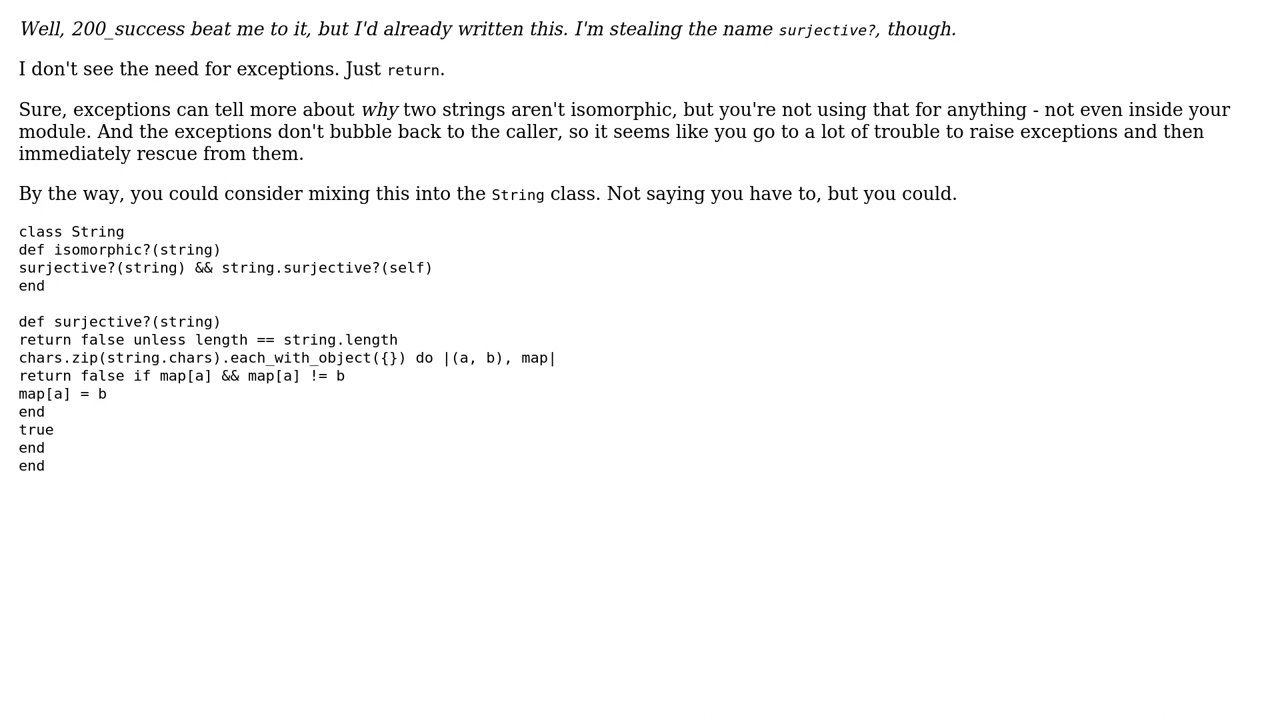 Well, 200_success beat me to it, but I'd already written this. I'm stealing the name surjective?, though.
I don't see the need for exceptions. Just return.
Sure, exceptions can tell more about why two strings aren't isomorphic, but you're not using that for anything - not even inside your
module. And the exceptions don't bubble back to the caller, so it seems like you go to a lot of trouble to raise exceptions and then
immediately rescue from them.
By the way, you could consider mixing this into the String class. Not saying you have to, but you could.
class String
def isomorphic?(string)
surjective?(string) && string.surjective?(self)
end
def surjective?(string)
return false unless length == string.length
chars.zip(string.chars).each_with_object({}) do |(a, b), map|
return false if map[a] && map[a] != b
map[a] = b
end
true
end
end